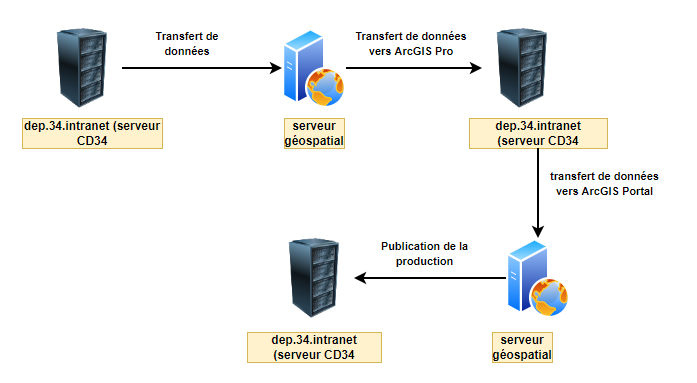 Transfert de
données
Transfert de données
vers ArcGIS Pro
dep.34.intranet (serveur
CD34
serveur
géospatial
dep.34.intranet
(serveur CD34
transfert de données
vers ArcGIS Portal
Publication de la
production
dep.34.intranet
(serveur CD34
serveur
géospatial